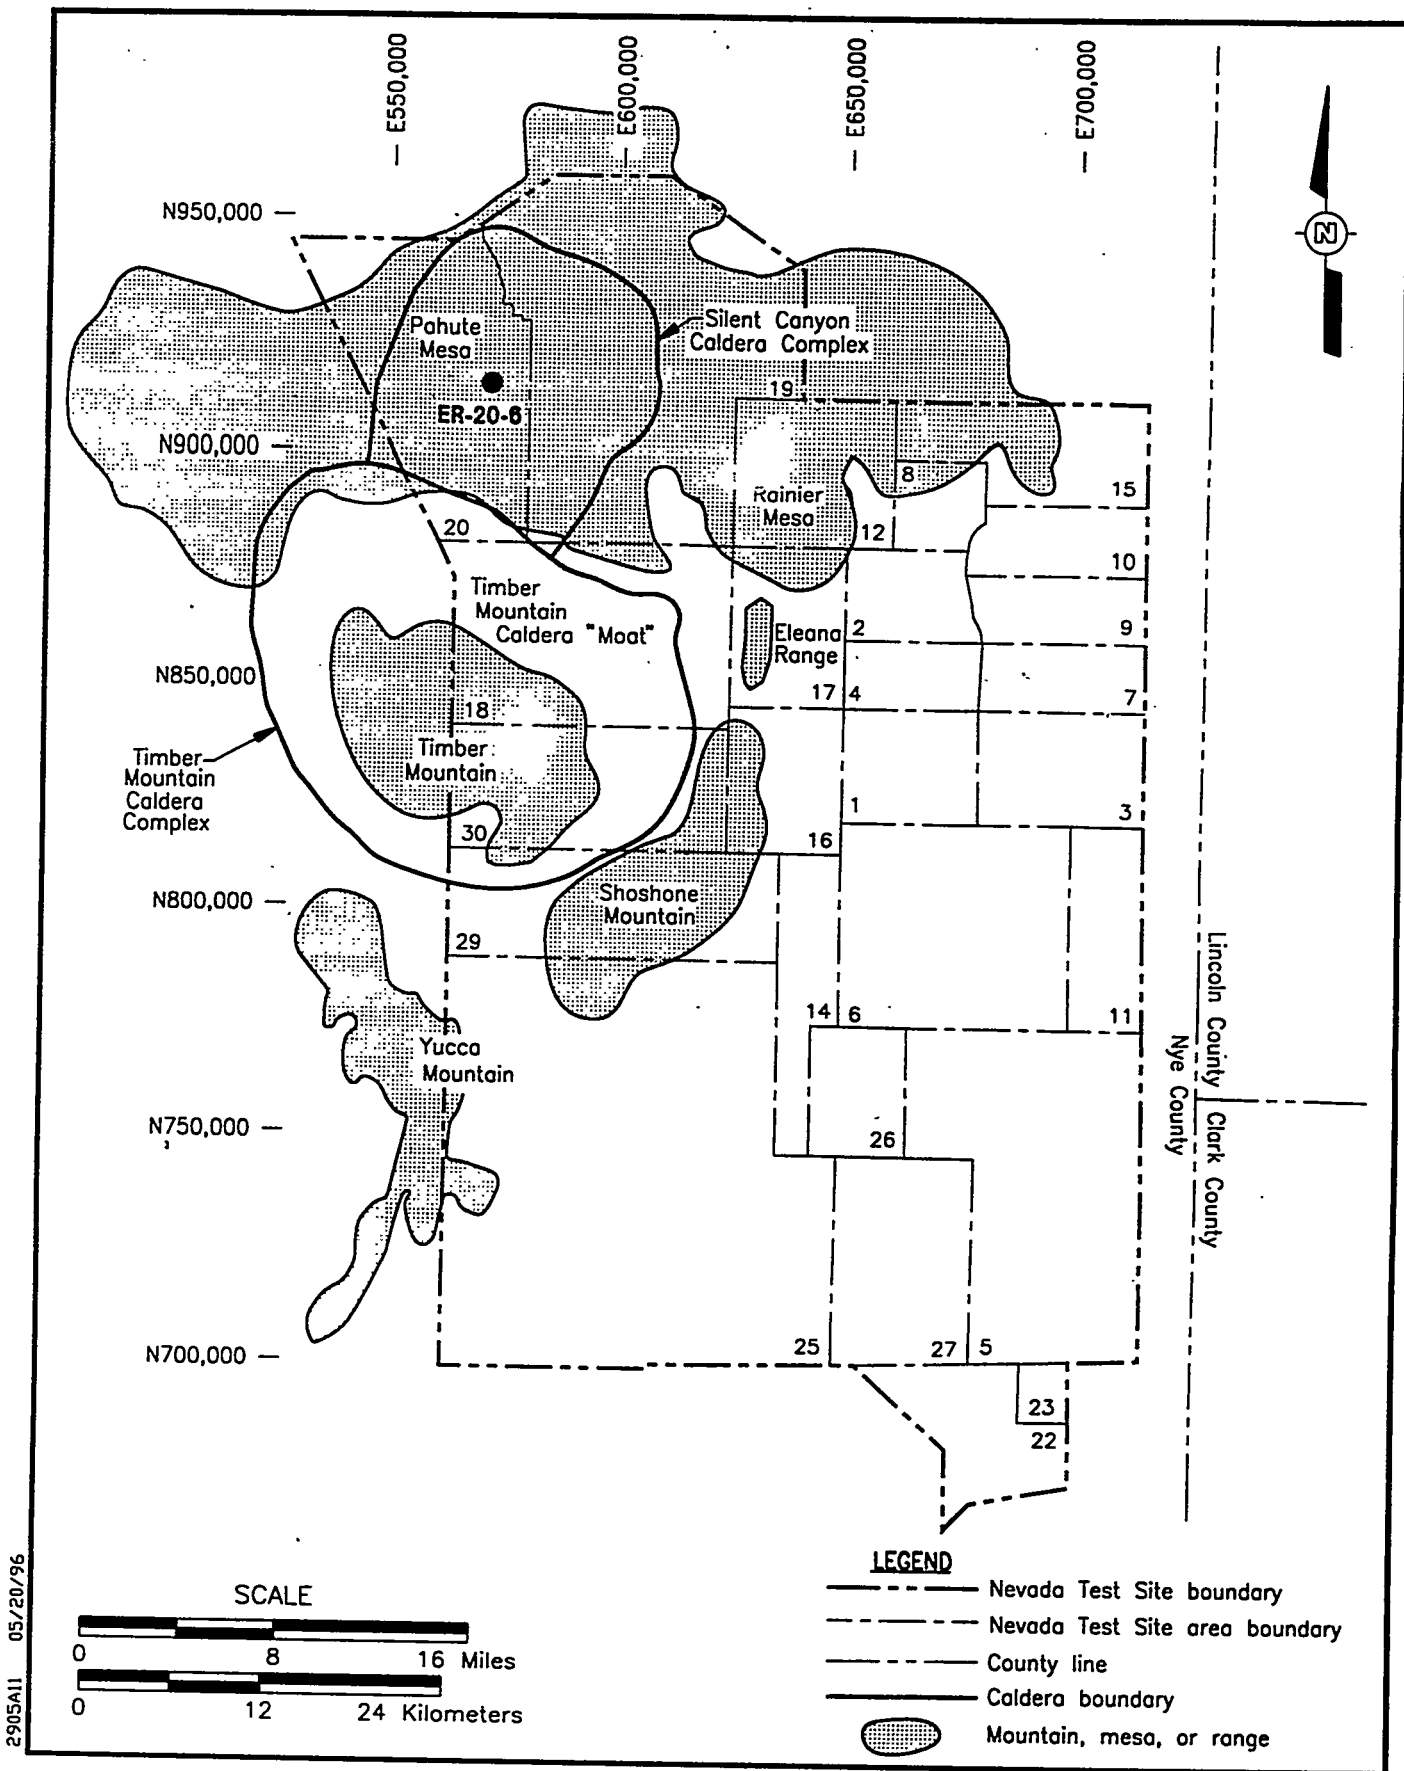 E550,000
E600,000
E650,000
E700,000
N950,000
N
Silent Canyon
Caldera Complex
Pahute
Mesa
ER-20-6
19
N900,000
8
15
Rainier
Mesa
20
12
10
Timber
Mountain
Caldera "Moat"
Eleana
Range
2
9
N850,000
17
4
7
18
Timber
Mountain
Timber
Mountain
Caldera
Complex
1
3
30
16
N800,000
Shoshone
Mountain
29
Lincoln County
Clark County
Nye County
14
6
11
Yucca
Mountain
N750,000
26
N700,000
25
27
5
23
22
LEGEND
Nevada Test Site boundary
Nevada Test Site area boundary
County line
Caldera boundary
Mountain, mesa, or range
SCALE
0 8 16 Miles
0 12 24 Kilometers
2905A11 05/20/96